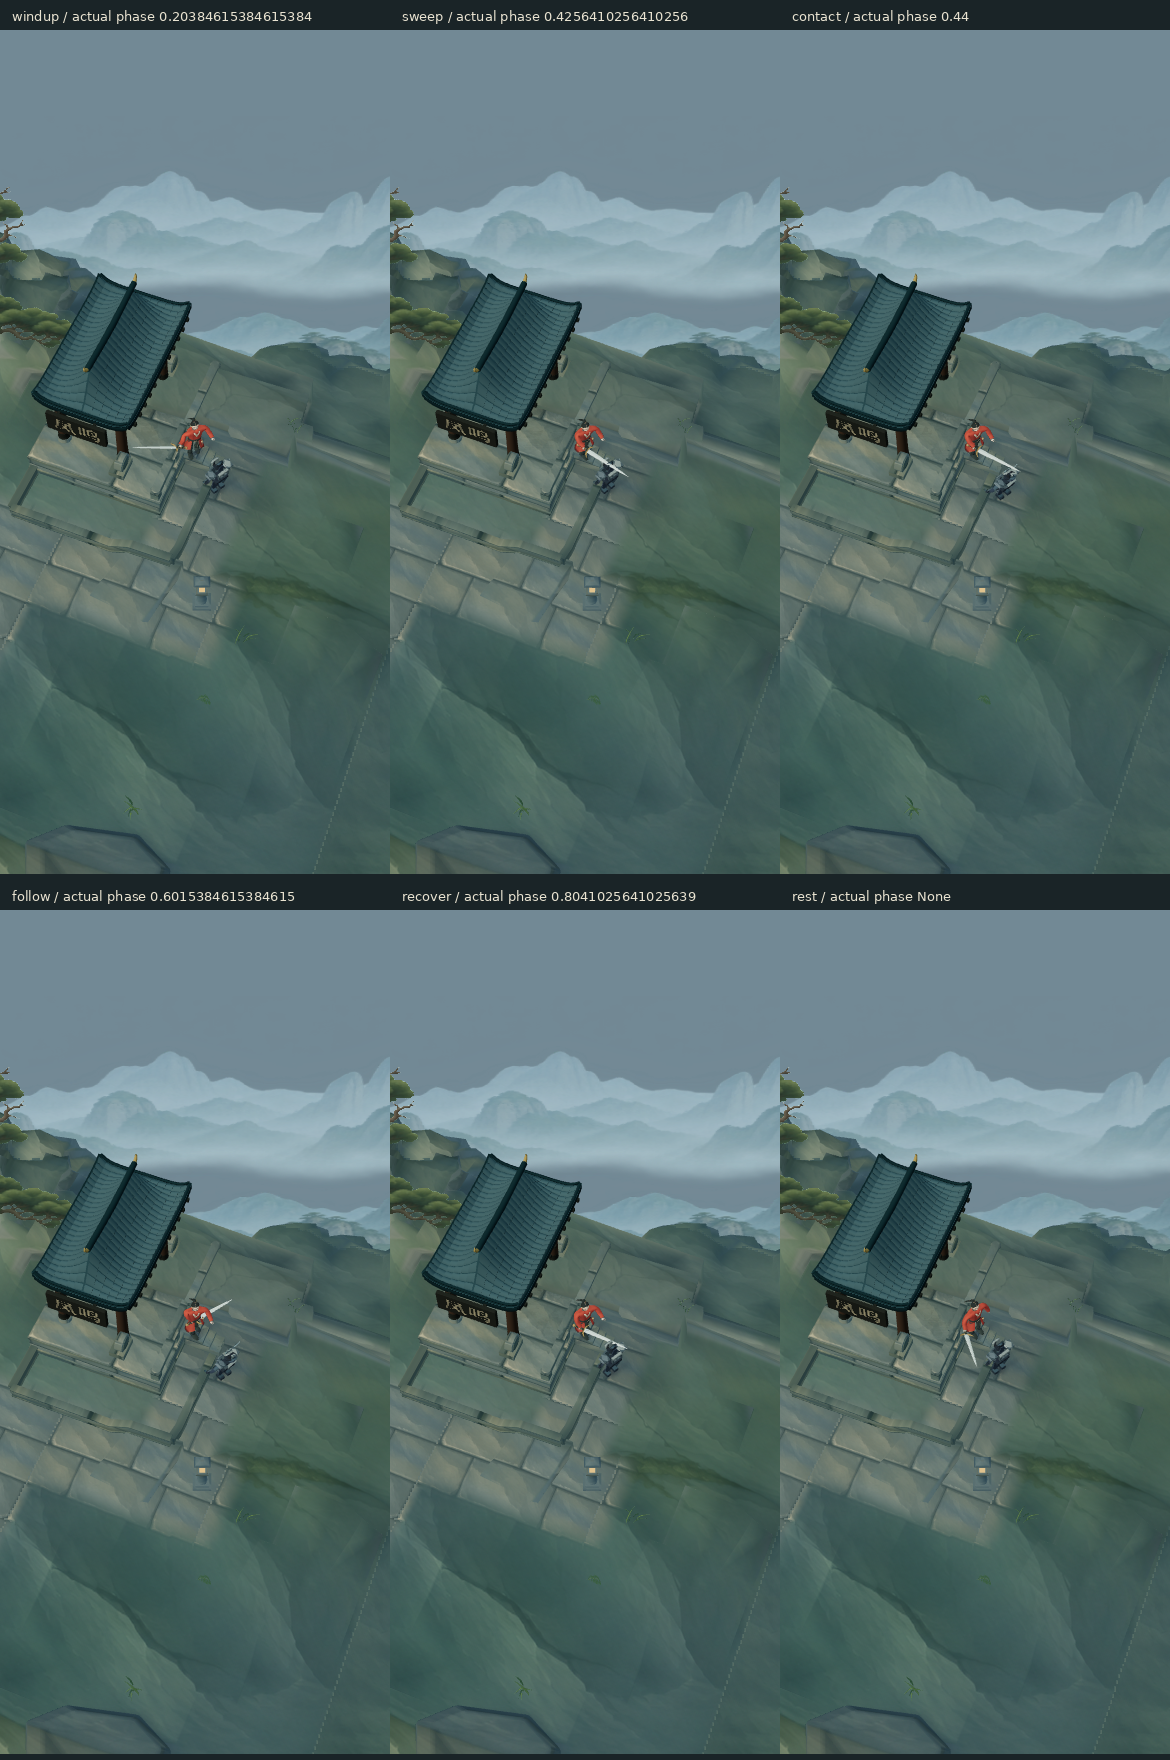 windup / actual phase 0.20384615384615384
sweep / actual phase 0.4256410256410256
contact / actual phase 0.44
follow / actual phase 0.6015384615384615
recover / actual phase 0.8041025641025639
rest / actual phase None